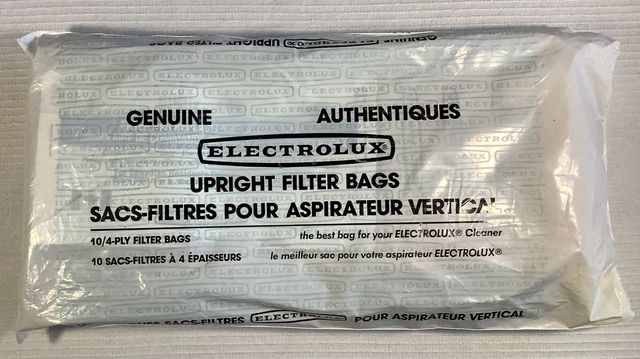 GENUINE AUTHENTIQUES
ELECTROLUX
UPRIGHT FILTER BAGS
SACS-FILTRES POUR ASPIRATEUR VERTICAL
10/4-PLY FILTER BAGS the best bag for your ELECTROLUX® Cleaner
10 SACS-FILTRES À 4 ÉPAISSEURS le meilleur sac pour votre aspirateur ELECTROLUX®
SACS-FILTRES ELECTROLUX POUR ASPIRATEUR VERTICAL